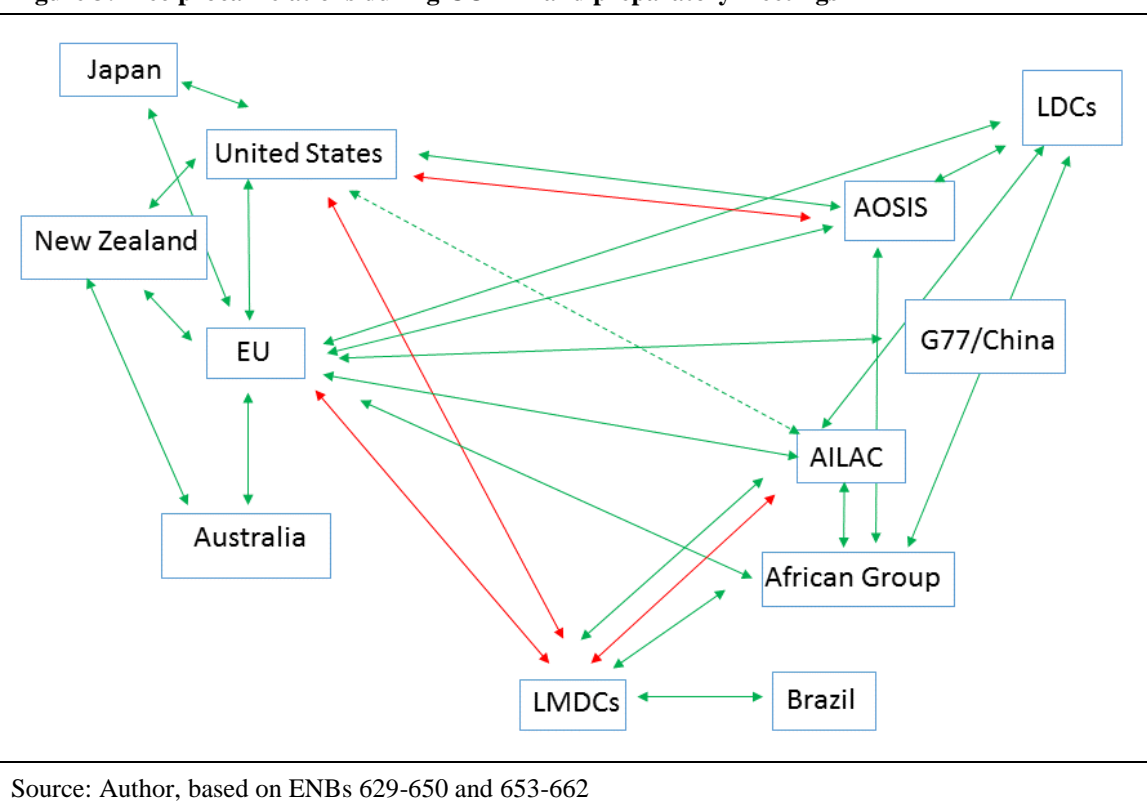 Japan
LDCs
United States
AOSIS
New Zealand
G77/China
EU
AILAC
Australia
African Group
LMDCs
Brazil
Source: Author, based on ENBs 629-650 and 653-662